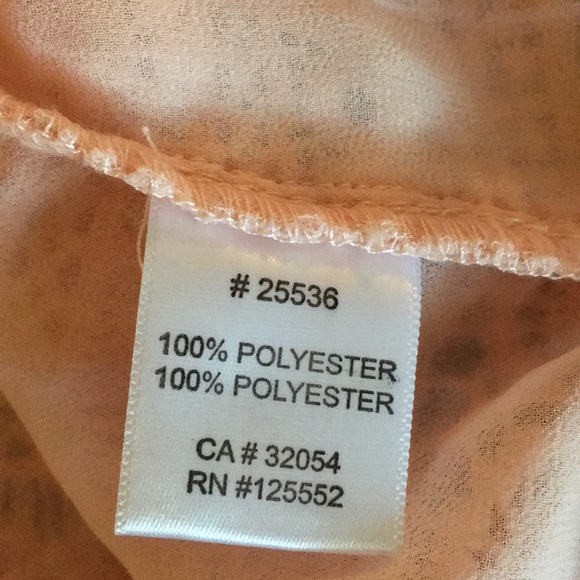 # 25536
100% POLYESTER
100% POLYESTER
CA # 32054
RN #125552